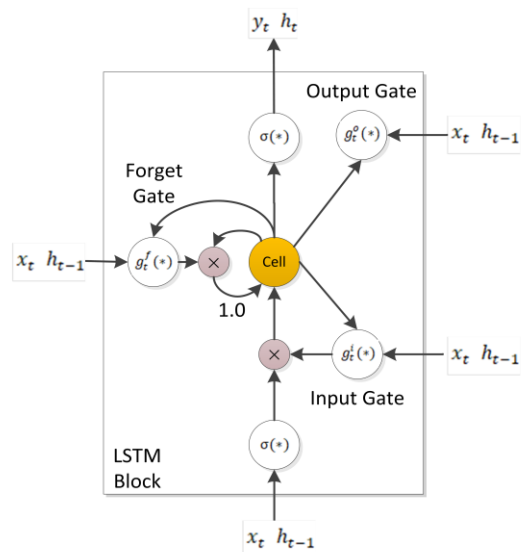 y_t h_t
Output Gate
σ(*)
g_t^o(*)
x_t h_{t-1}
Forget
Gate
x_t h_{t-1}
g_t^f(*)
×
Cell
1.0
×
g_t^i(*)
x_t h_{t-1}
Input Gate
σ(*)
LSTM
Block
x_t h_{t-1}